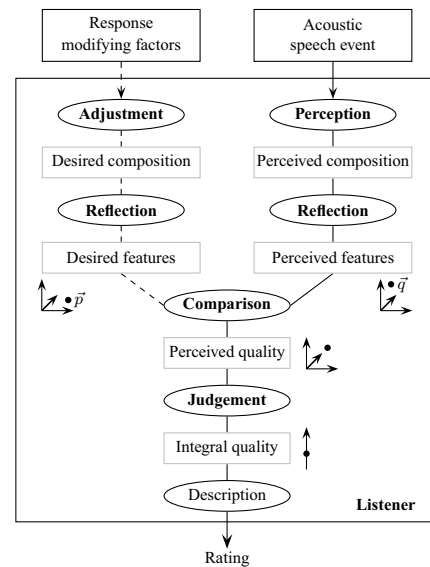 Response
modifying factors
Acoustic
speech event
Adjustment
Perception
Desired composition
Perceived composition
Reflection
Reflection
Desired features
Perceived features
p⃗
q⃗
Comparison
Perceived quality
Judgement
Integral quality
Description
Listener
Rating